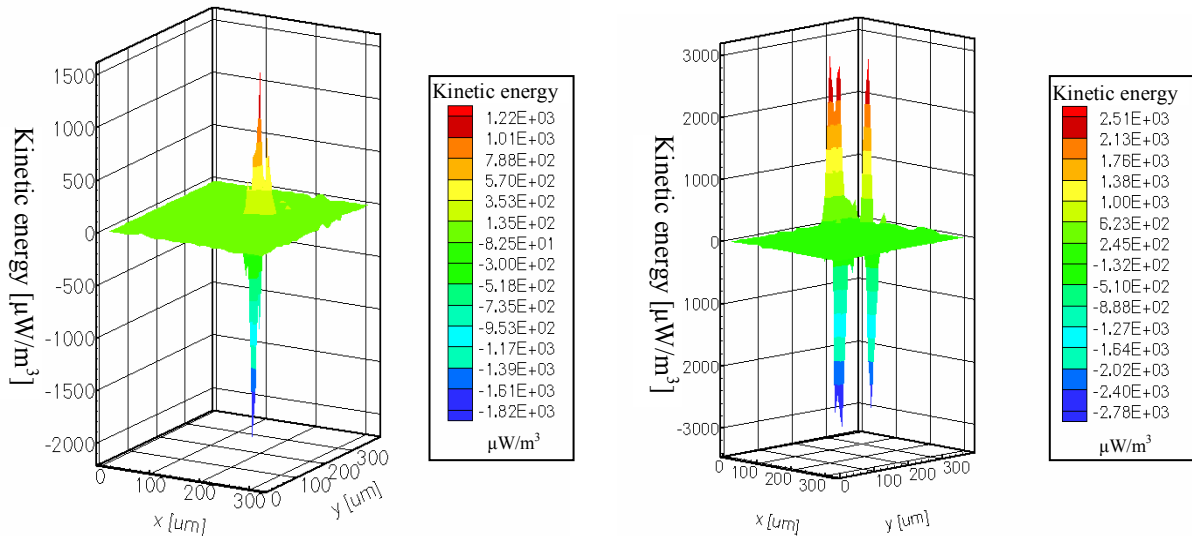 Kinetic energy [µW/m³]
1500
1000
500
0
-500
-1000
-1500
-2000
0
100
200
300
x [um]
0
100
200
300
y [um]
Kinetic energy
1.22E+03
1.01E+03
7.88E+02
5.70E+02
3.53E+02
1.35E+02
-8.25E+01
-3.00E+02
-5.18E+02
-7.35E+02
-9.53E+02
-1.17E+03
-1.39E+03
-1.61E+03
-1.82E+03
µW/m³
Kinetic energy [µW/m³]
3000
2000
1000
0
1000
2000
-3000
0
100
200
300
x [um]
0
100
200
300
y [um]
Kinetic energy
2.51E+03
2.13E+03
1.76E+03
1.38E+03
1.00E+03
6.23E+02
2.45E+02
-1.32E+02
-5.10E+02
-8.88E+02
-1.27E+03
-1.64E+03
-2.02E+03
-2.40E+03
-2.78E+03
µW/m³